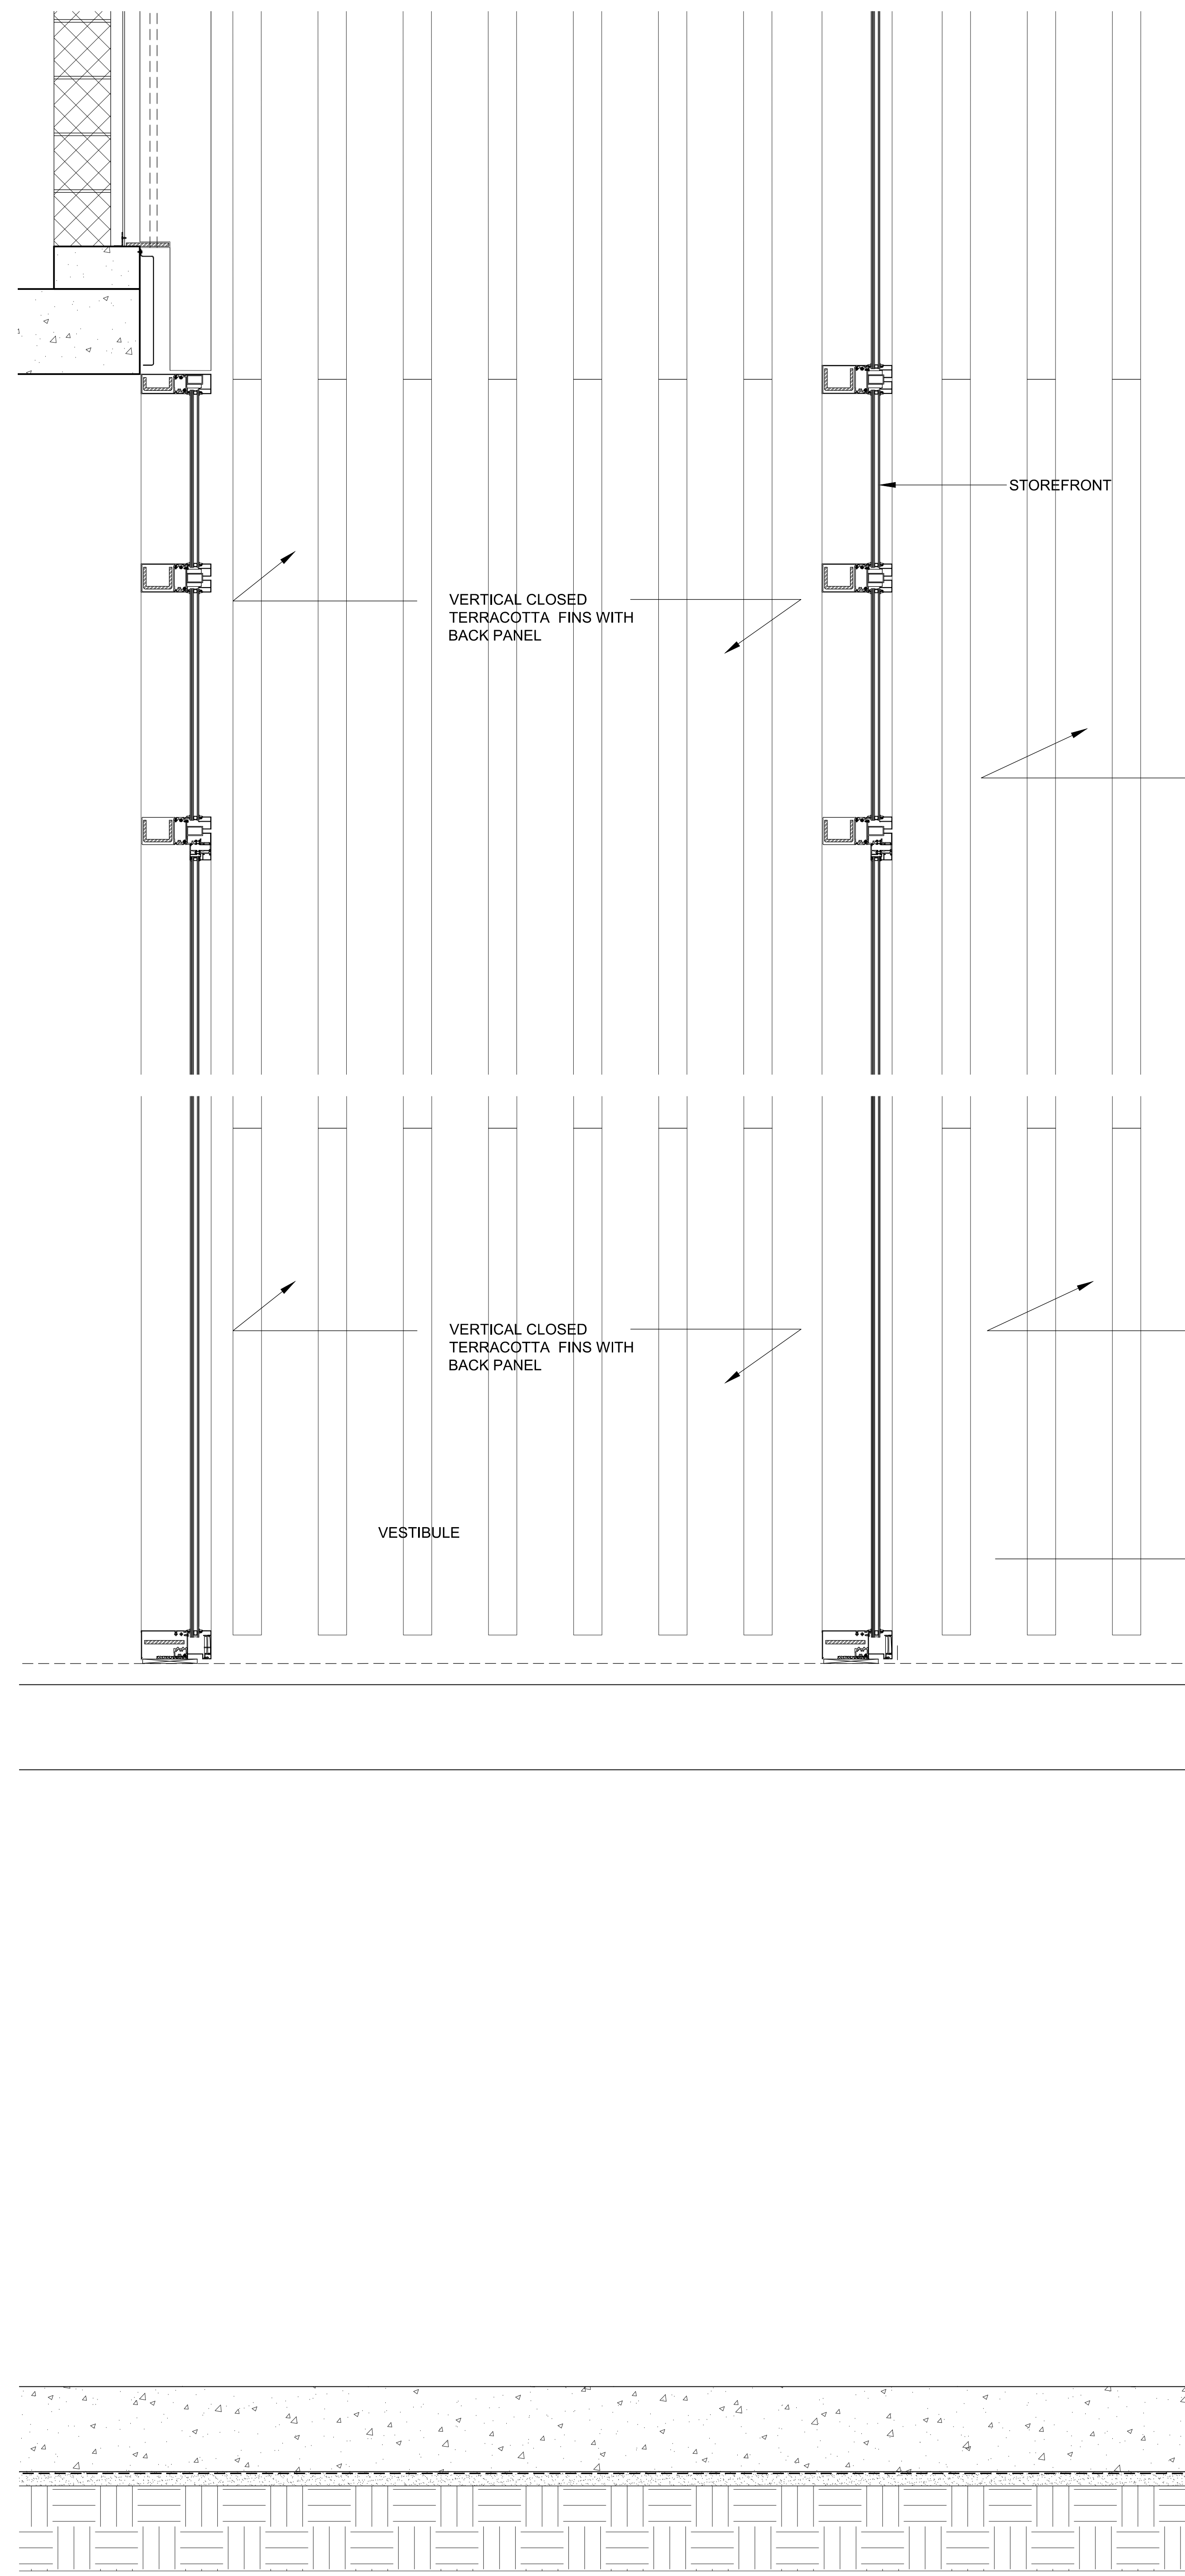 STOREFRONT
VERTICAL CLOSED
TERRACOTTA FINS WITH
BACK PANEL
VERTICAL CLOSED
TERRACOTTA FINS WITH
BACK PANEL
VESTIBULE